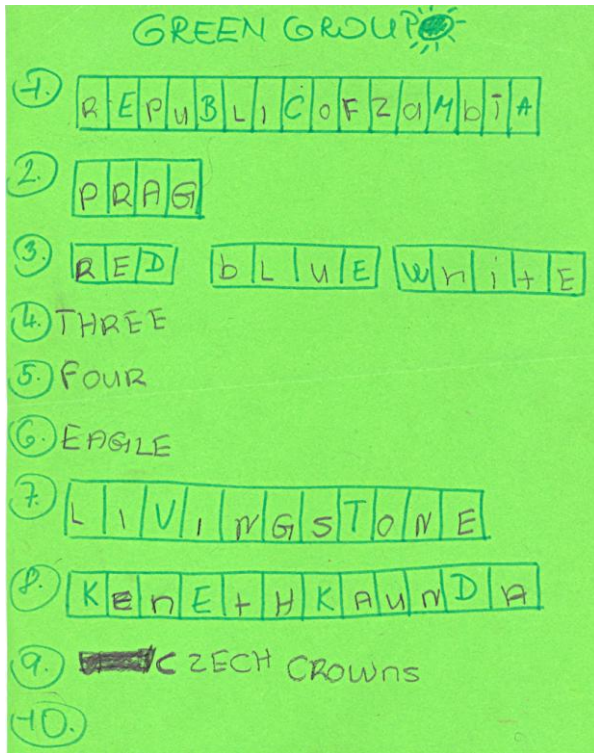 GREEN GROUP
1. REPUBLICOFZaMbiA
2. PRAG
3. RED bLuE WhitE
4. THREE
5. FOUR
6. EAGLE
7. LIVINGSTONE
8. KEnEtHKAUNDA
9. CZECH CROWns
10.